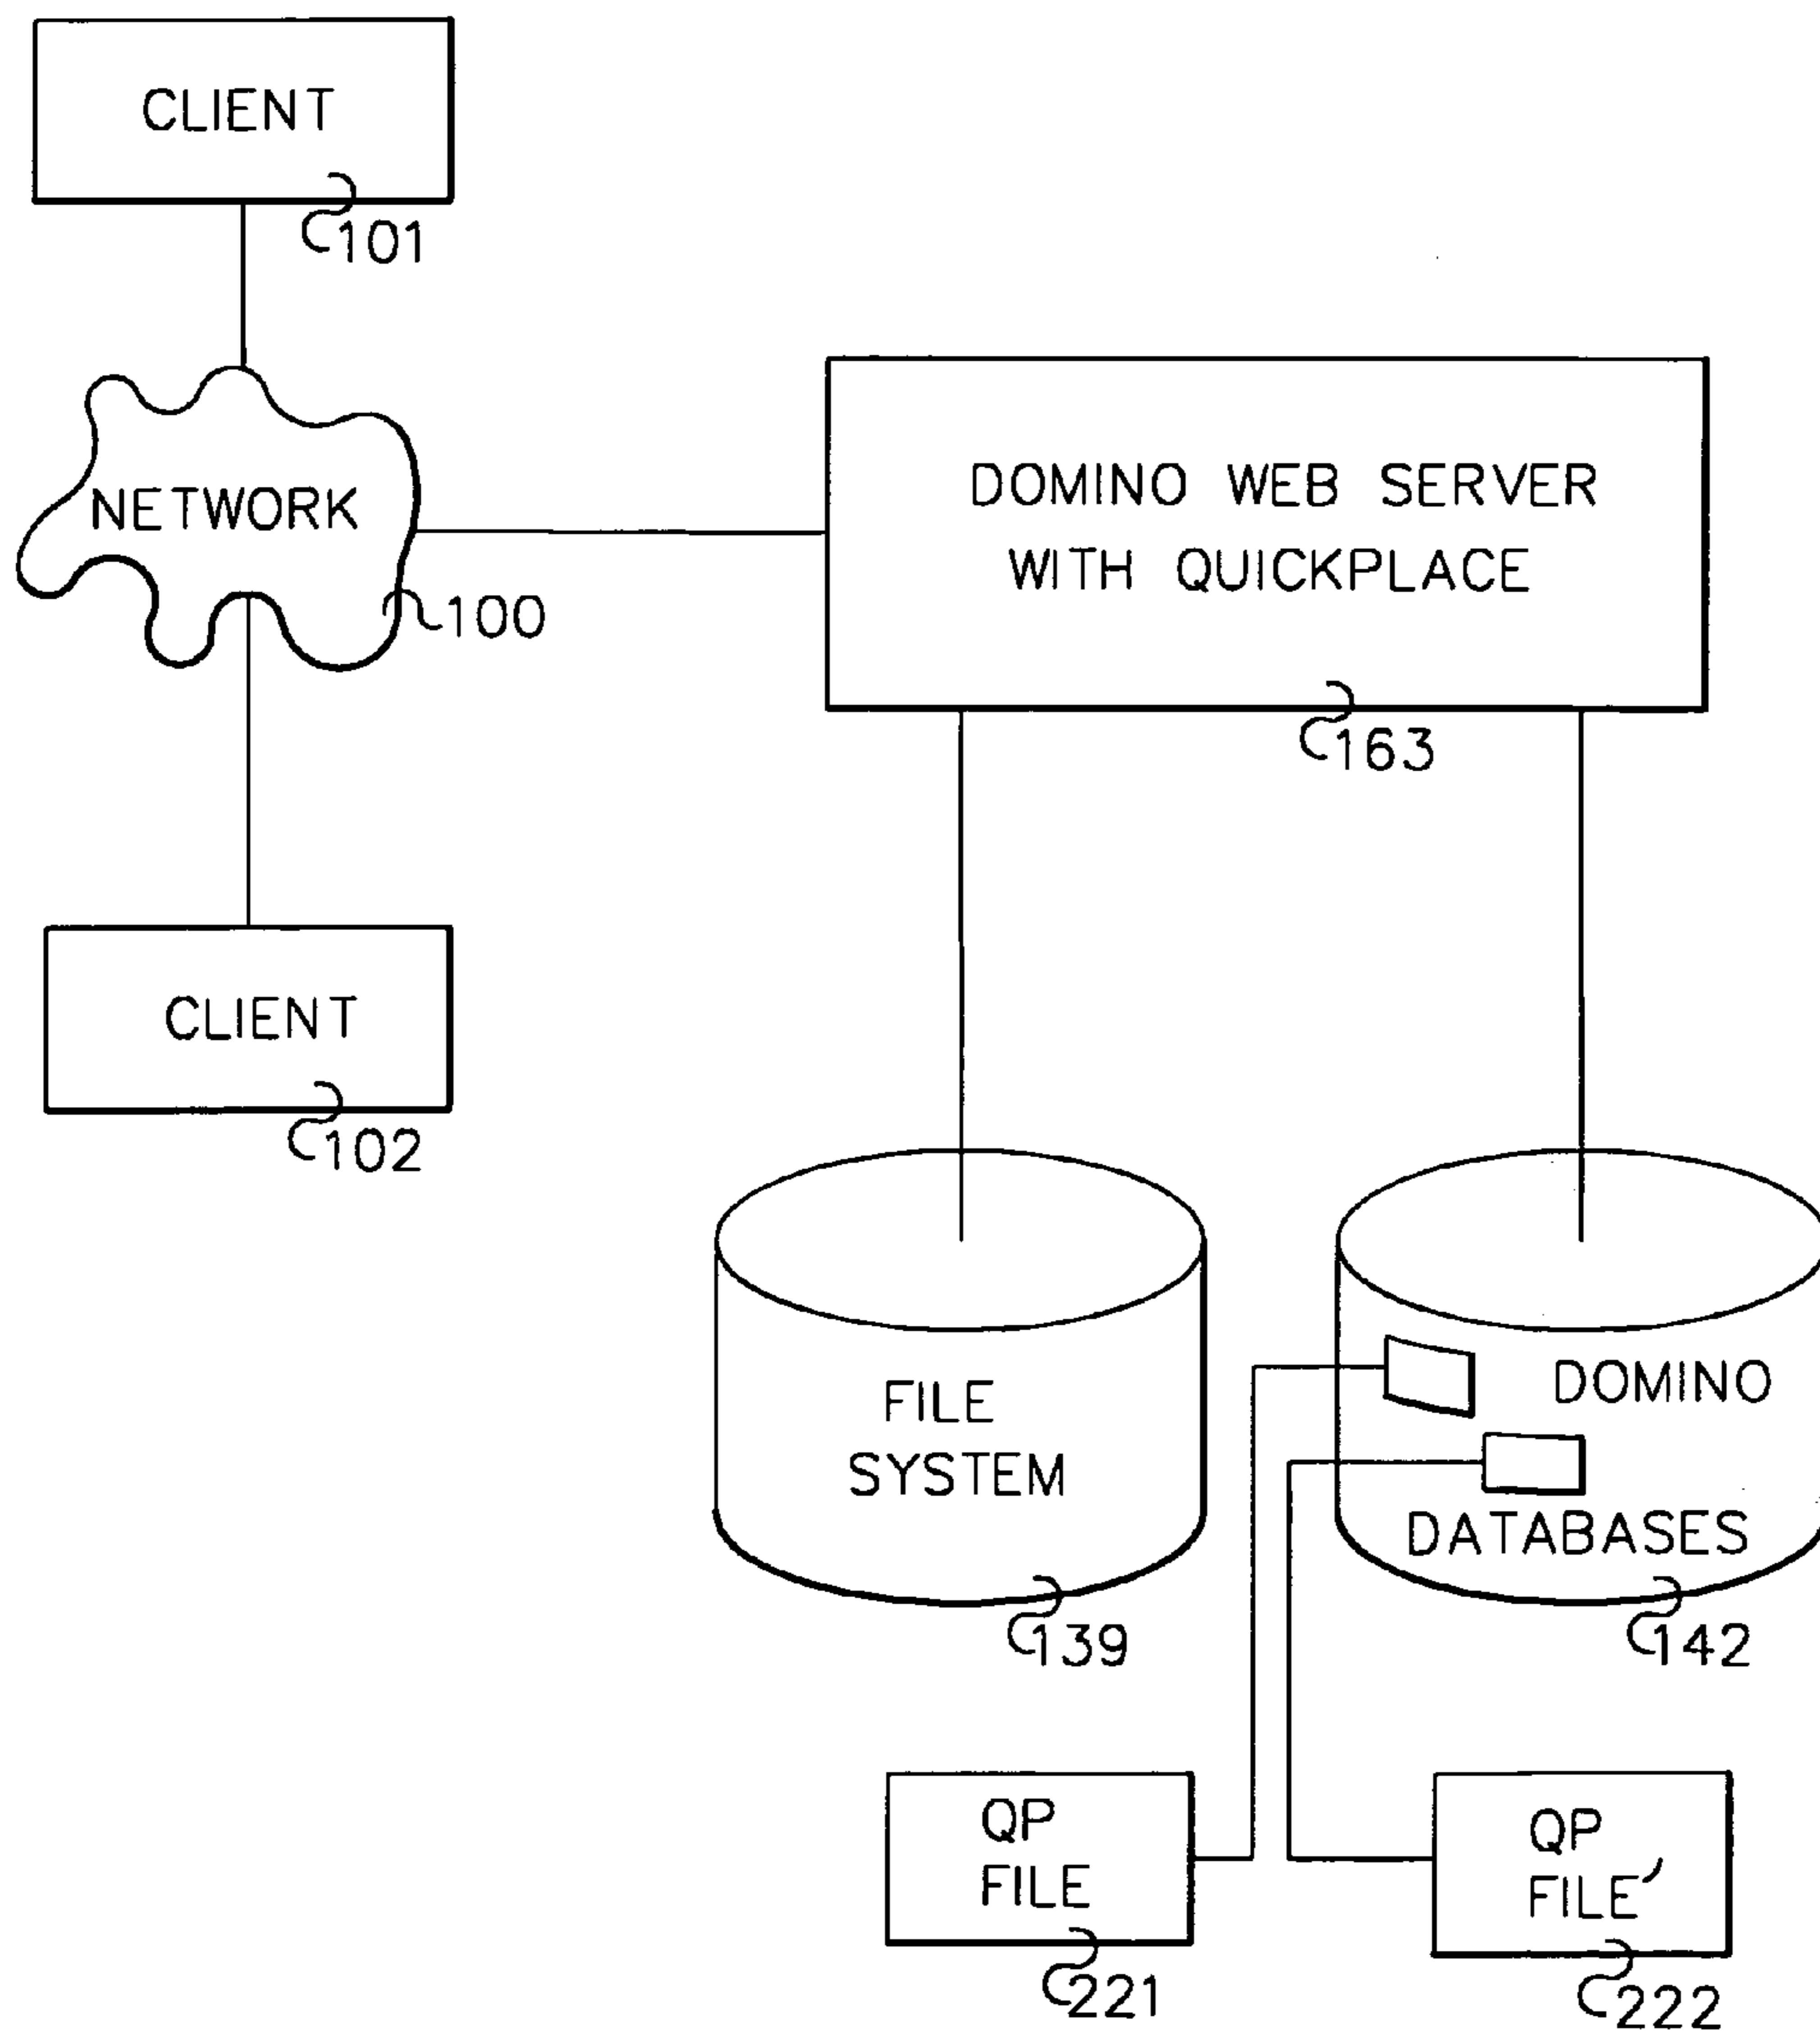 CLIENT
101
NETWORK
100
DOMINO WEB SERVER
WITH QUICKPLACE
163
CLIENT
102
FILE
SYSTEM
139
DOMINO
DATABASES
142
QP
FILE
221
QP
FILE'
222